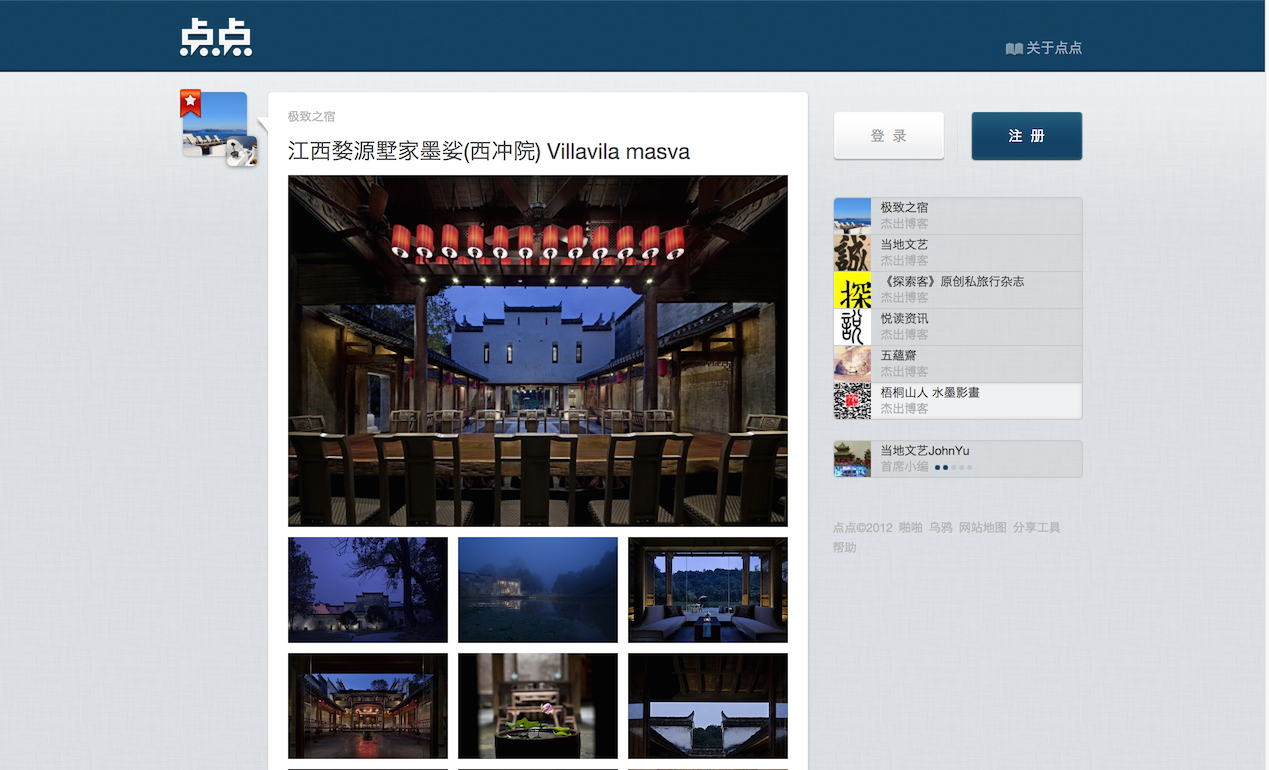 点点
关于点点
极致之宿
江西婺源墅家墨娑(西冲院) Villavila masva
登 录
注 册
极致之宿
杰出博客
当地文艺
杰出博客
《探索客》原创私旅行杂志
杰出博客
悦读资讯
杰出博客
五蕴齋
杰出博客
梧桐山人 水墨影畫
杰出博客
誠
探
説
当地文艺JohnYu
首席小编
点点©2012 啪啪 乌鸦 网站地图 分享工具
帮助